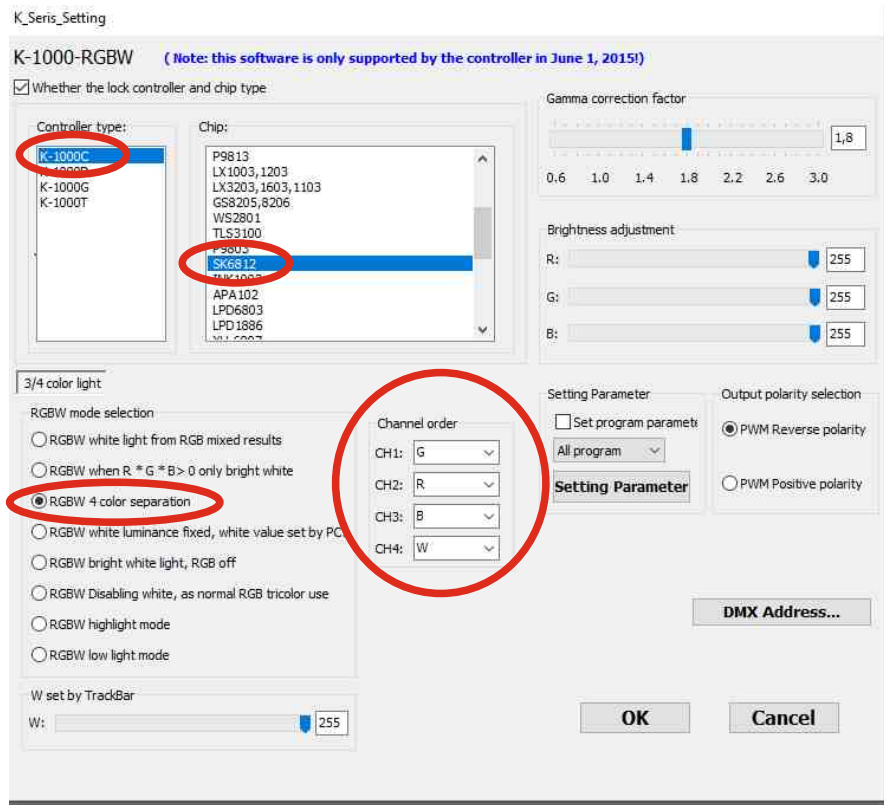 K_Seris_Setting
K-1000-RGBW ( Note: this software is only supported by the controller in June 1, 2015!)
Whether the lock controller and chip type
Controller type:
K-1000C
K-1000G
K-1000T
Chip:
P9813
LX1003,1203
LX3203,1603,1103
GS8205,8206
WS2801
TLS3100
P9803
SK6812
APA102
LPD6803
LPD1886
Gamma correction factor
1,8
0.6 1.0 1.4 1.8 2.2 2.6 3.0
Brightness adjustment
R: 255
G: 255
B: 255
3/4 color light
RGBW mode selection
RGBW white light from RGB mixed results
RGBW when R * G * B> 0 only bright white
RGBW 4 color separation
RGBW white luminance fixed, white value set by PC
RGBW bright white light, RGB off
RGBW Disabling white, as normal RGB tricolor use
RGBW highlight mode
RGBW low light mode
Channel order
CH1: G
CH2: R
CH3: B
CH4: W
Setting Parameter
Set program paramete
All program
Setting Parameter
Output polarity selection
PWM Reverse polarity
PWM Positive polarity
DMX Address...
W set by TrackBar
W: 255
OK
Cancel